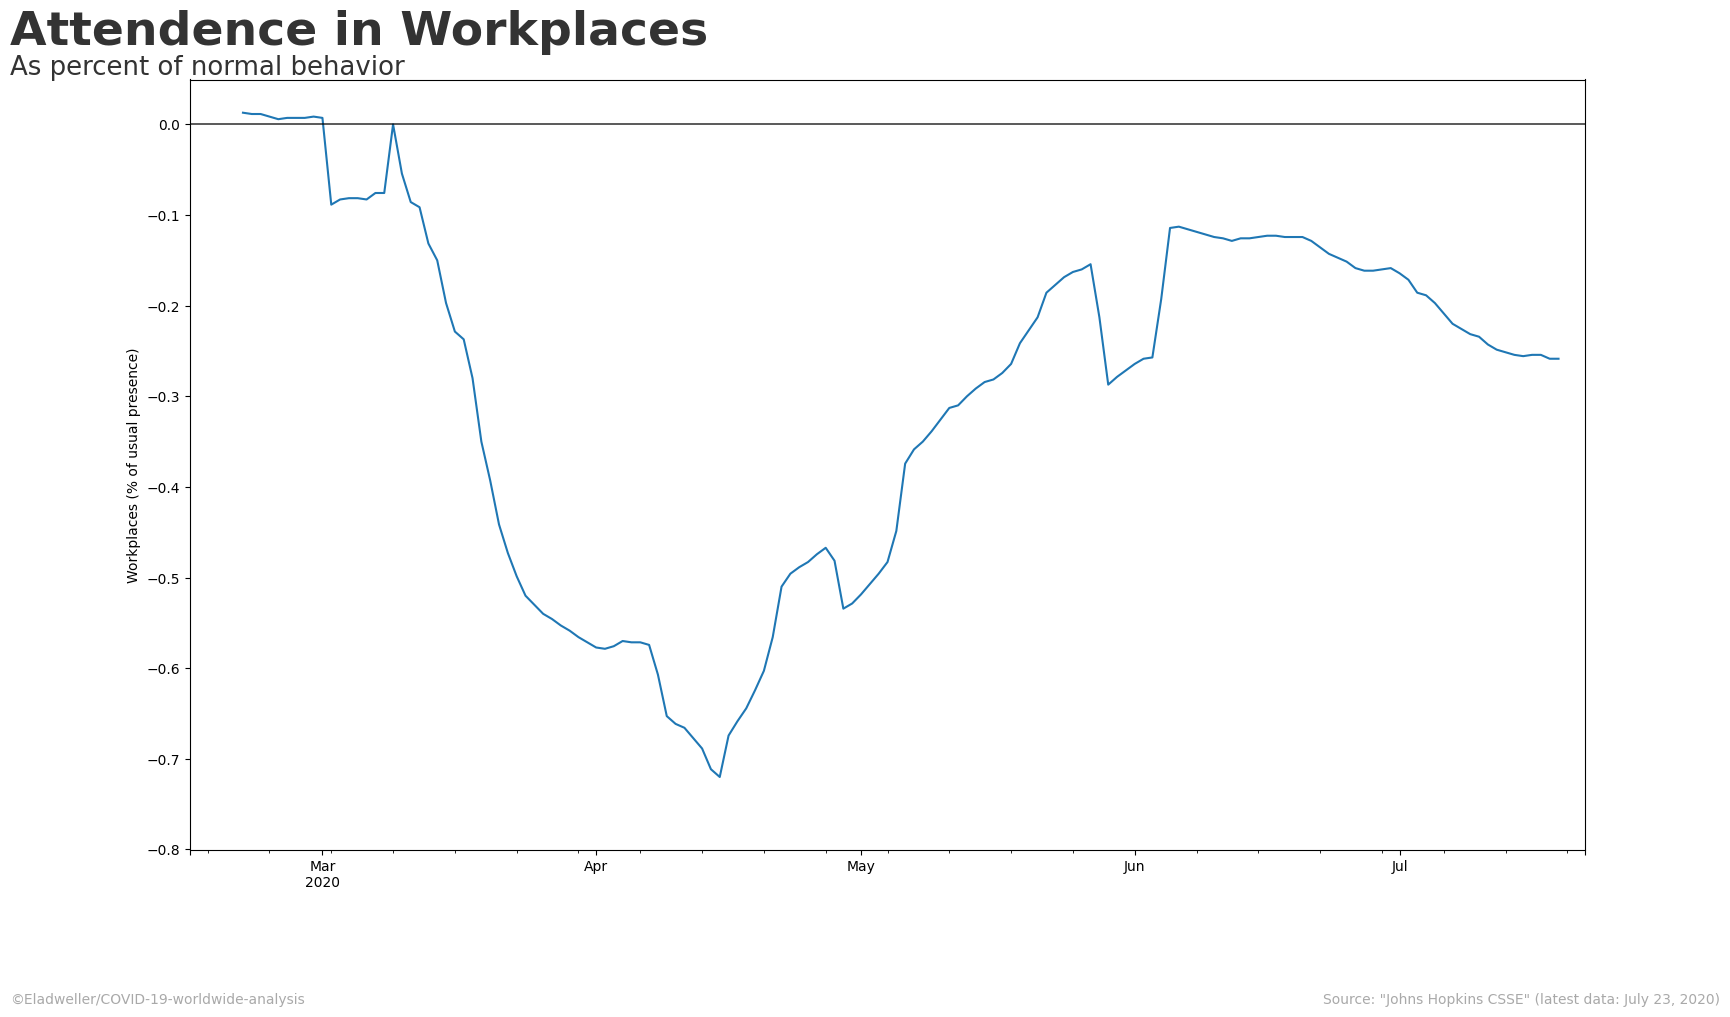 Attendence in Workplaces
As percent of normal behavior
0.0
−0.1
−0.2
−0.3
−0.4
−0.5
−0.6
−0.7
−0.8
Workplaces (% of usual presence)
Mar
2020
Apr
May
Jun
Jul
©Eladweller/COVID-19-worldwide-analysis
Source: "Johns Hopkins CSSE" (latest data: July 23, 2020)